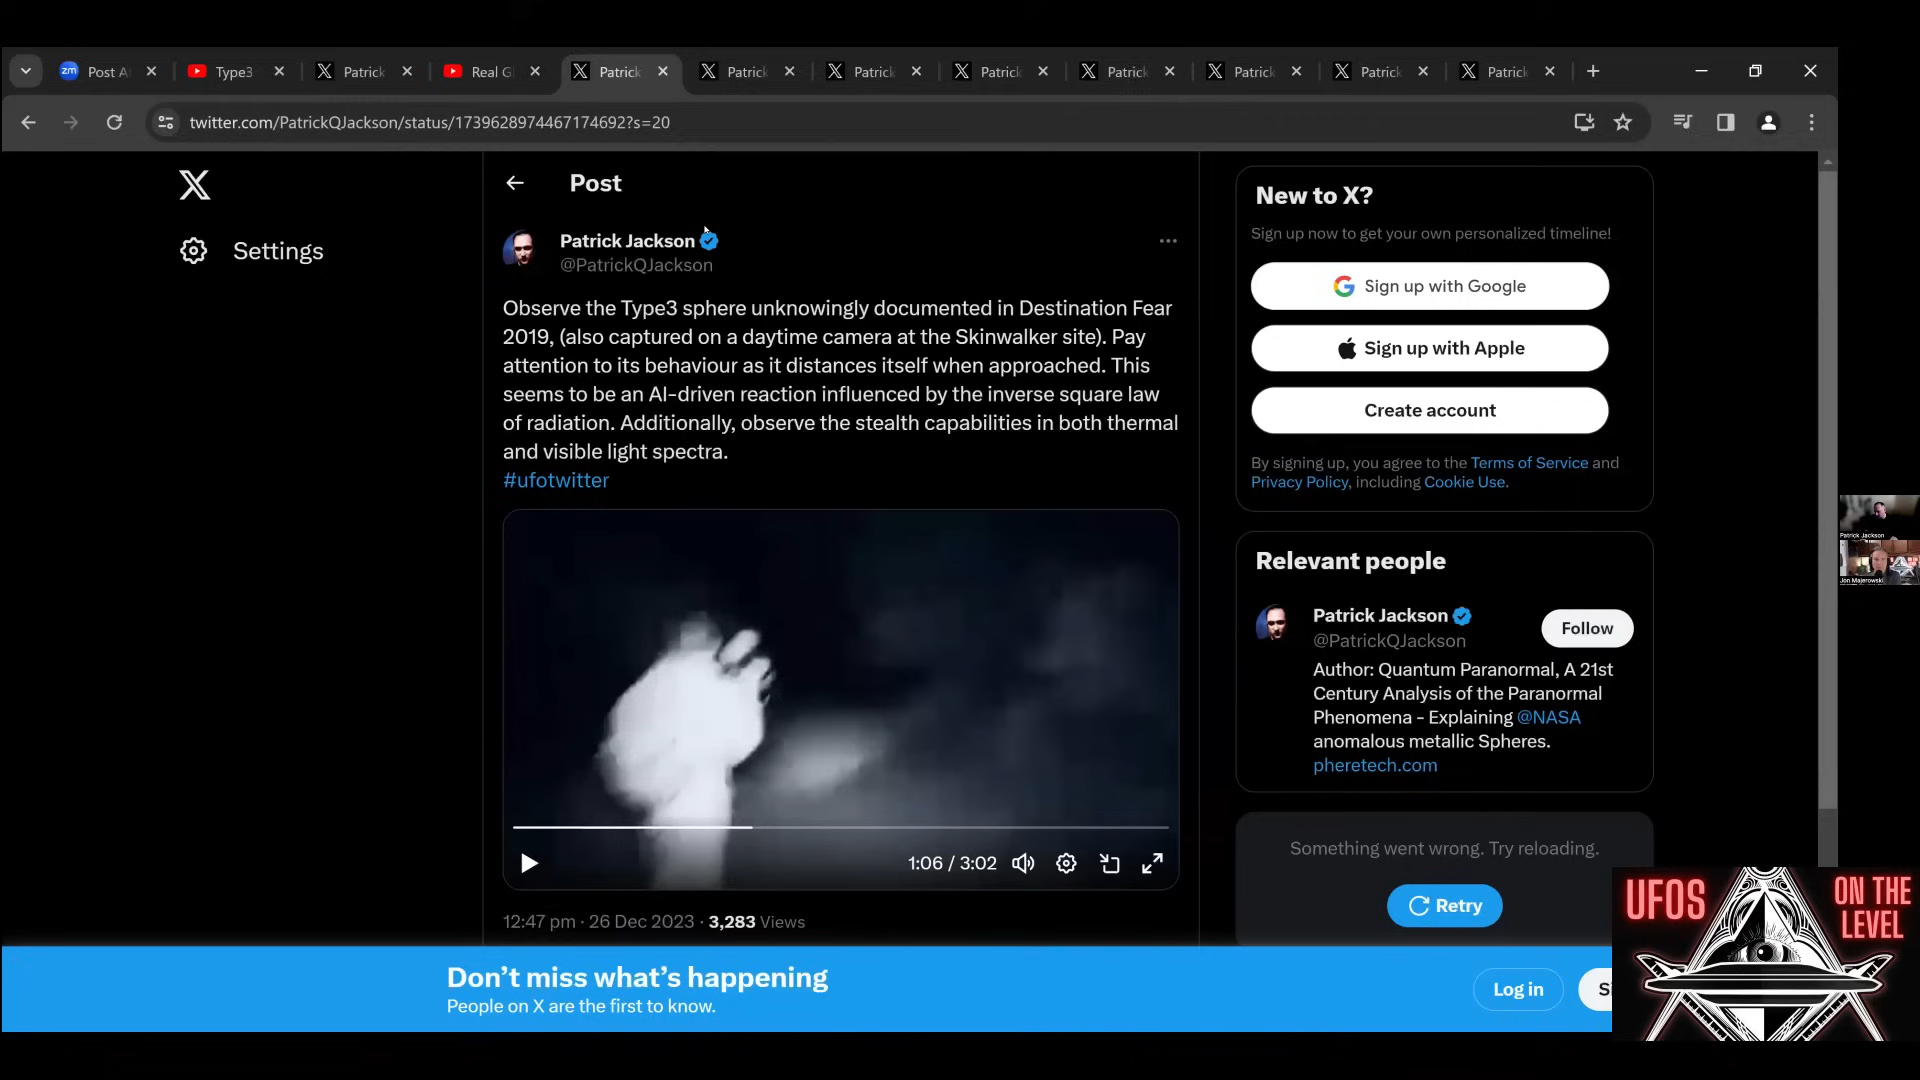 Post A
Type3
Patrick
Real G
Patrick
Patrick
Patrick
Patrick
Patrick
Patrick
Patrick
Patrick
twitter.com/PatrickQJackson/status/1739628974467174692?s=20
Settings
Post
Patrick Jackson
@PatrickQJackson
Observe the Type3 sphere unknowingly documented in Destination Fear
2019, (also captured on a daytime camera at the Skinwalker site). Pay
attention to its behaviour as it distances itself when approached. This
seems to be an AI-driven reaction influenced by the inverse square law
of radiation. Additionally, observe the stealth capabilities in both thermal
and visible light spectra.
#ufotwitter
1:06 / 3:02
12:47 pm · 26 Dec 2023 · 3,283 Views
New to X?
Sign up now to get your own personalized timeline!
Sign up with Google
Sign up with Apple
Create account
By signing up, you agree to the Terms of Service and
Privacy Policy, including Cookie Use.
Relevant people
Patrick Jackson
@PatrickQJackson
Follow
Author: Quantum Paranormal, A 21st
Century Analysis of the Paranormal
Phenomena - Explaining @NASA
anomalous metallic Spheres.
pheretech.com
Something went wrong. Try reloading.
Retry
Don't miss what's happening
People on X are the first to know.
Log in
Patrick Jackson
Jon Majerowski
UFOS ON THE
LEVEL